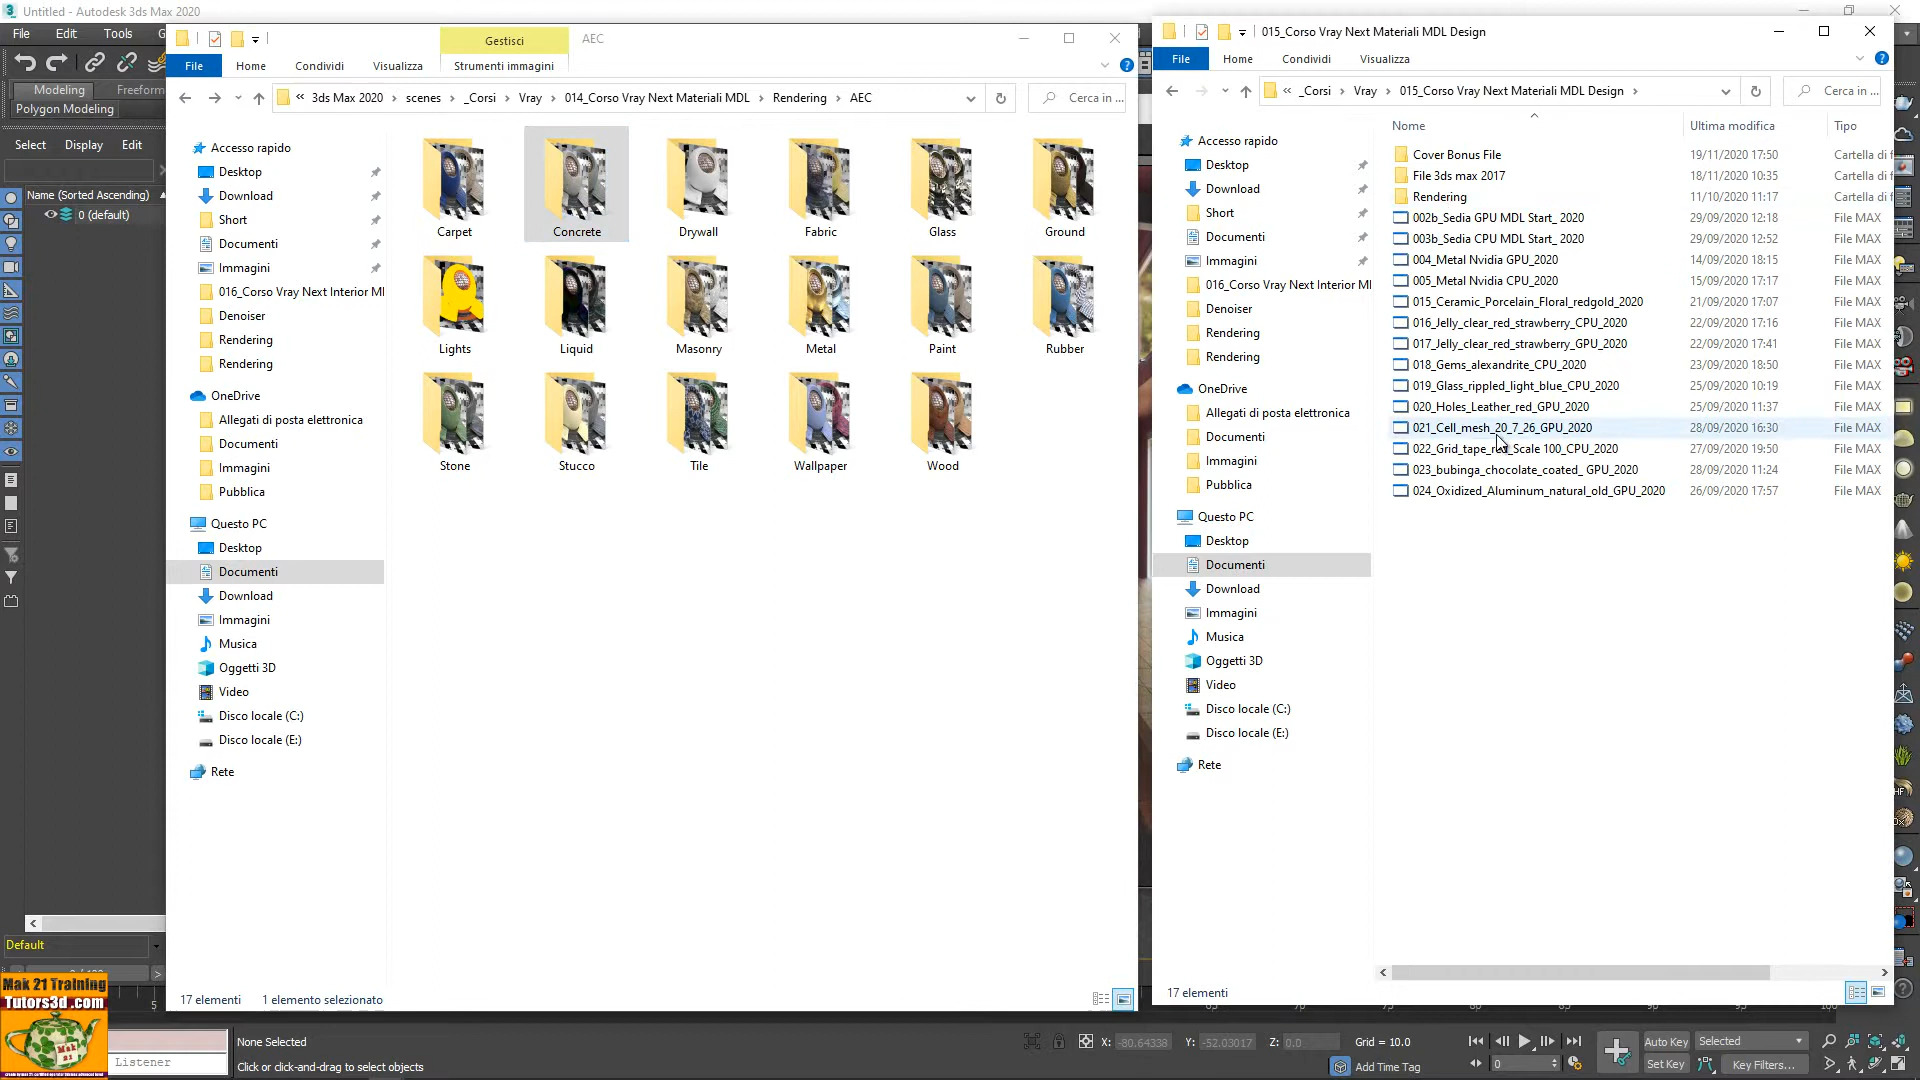 Untitled - Autodesk 3ds Max 2020
File Edit Tools G
Modeling Freeform
Polygon Modeling
Select Display Edit
Name (Sorted Ascending)
0 (default)
Default
5
Mak 21 Training
Tutors3d .com
Mak
21
Listener
Gestisci
AEC
File Home Condividi Visualizza Strumenti immagini
« 3ds Max 2020 scenes _Corsi Vray 014_Corso Vray Next Materiali MDL Rendering AEC
Cerca in ...
Accesso rapido
Desktop
Download
Short
Documenti
Immagini
016_Corso Vray Next Interior MI
Denoiser
Rendering
Rendering
OneDrive
Allegati di posta elettronica
Documenti
Immagini
Pubblica
Questo PC
Desktop
Documenti
Download
Immagini
Musica
Oggetti 3D
Video
Disco locale (C:)
Disco locale (E:)
Rete
Carpet Concrete Drywall Fabric Glass Ground
Lights Liquid Masonry Metal Paint Rubber
Stone Stucco Tile Wallpaper Wood
17 elementi 1 elemento selezionato
015_Corso Vray Next Materiali MDL Design
File Home Condividi Visualizza
« _Corsi Vray 015_Corso Vray Next Materiali MDL Design
Cerca in ...
Accesso rapido
Desktop
Download
Short
Documenti
Immagini
016_Corso Vray Next Interior MI
Denoiser
Rendering
Rendering
OneDrive
Allegati di posta elettronica
Documenti
Immagini
Pubblica
Questo PC
Desktop
Documenti
Download
Immagini
Musica
Oggetti 3D
Video
Disco locale (C:)
Disco locale (E:)
Rete
Nome Ultima modifica Tipo
Cover Bonus File 19/11/2020 17:50 Cartella di f
File 3ds max 2017 18/11/2020 10:35 Cartella di f
Rendering 11/10/2020 11:17 Cartella di f
002b_Sedia GPU MDL Start_ 2020 29/09/2020 12:18 File MAX
003b_Sedia CPU MDL Start_ 2020 29/09/2020 12:52 File MAX
004_Metal Nvidia GPU_2020 14/09/2020 18:15 File MAX
005_Metal Nvidia CPU_2020 15/09/2020 17:17 File MAX
015_Ceramic_Porcelain_Floral_redgold_2020 21/09/2020 17:07 File MAX
016_Jelly_clear_red_strawberry_CPU_2020 22/09/2020 17:16 File MAX
017_Jelly_clear_red_strawberry_GPU_2020 22/09/2020 17:41 File MAX
018_Gems_alexandrite_CPU_2020 23/09/2020 18:50 File MAX
019_Glass_rippled_light_blue_CPU_2020 25/09/2020 10:19 File MAX
020_Holes_Leather_red_GPU_2020 25/09/2020 11:37 File MAX
021_Cell_mesh_20_7_26_GPU_2020 28/09/2020 16:30 File MAX
022_Grid_tape_red_Scale 100_CPU_2020 27/09/2020 19:50 File MAX
023_bubinga_chocolate_coated_ GPU_2020 28/09/2020 11:24 File MAX
024_Oxidized_Aluminum_natural_old_GPU_2020 26/09/2020 17:57 File MAX
17 elementi
None Selected
Click or click-and-drag to select objects
X: -80.64338 Y: -52.03017 Z: 0.0 Grid = 10.0
Add Time Tag
0
Auto Key Selected
Set Key Key Filters...